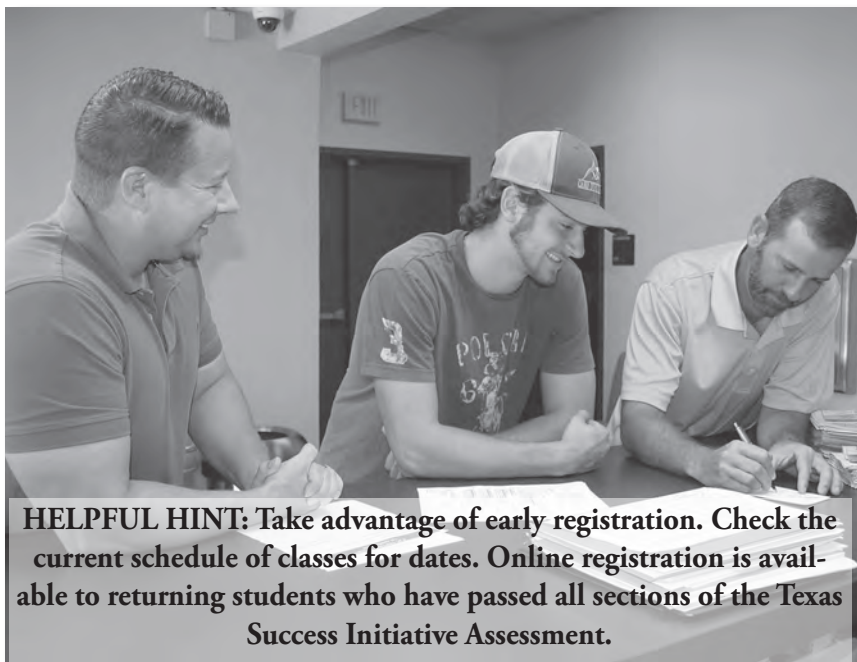 EXIT
3
HELPFUL HINT: Take advantage of early registration. Check the
current schedule of classes for dates. Online registration is avail-
able to returning students who have passed all sections of the Texas
Success Initiative Assessment.